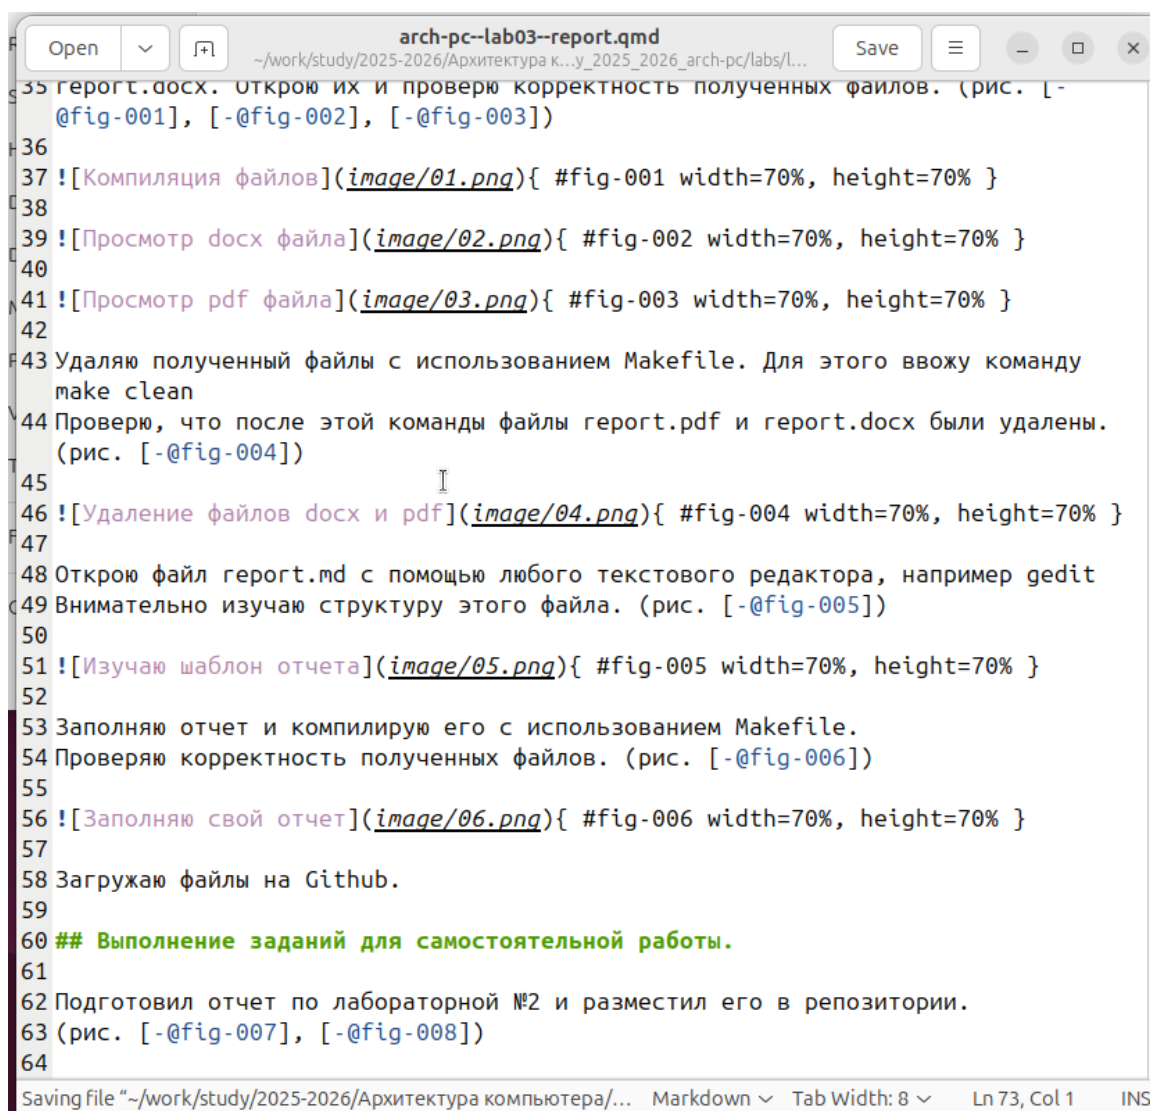 Open
arch-pc--lab03--report.qmd
~/work/study/2025-2026/Архитектура к…у_2025_2026_arch-pc/labs/l…
Save
35 report.docx. Открою их и проверю корректность полученных файлов. (рис. [-
@fig-001], [-@fig-002], [-@fig-003])
36
37 ![Компиляция файлов](image/01.png){ #fig-001 width=70%, height=70% }
38
39 ![Просмотр docx файла](image/02.png){ #fig-002 width=70%, height=70% }
40
41 ![Просмотр pdf файла](image/03.png){ #fig-003 width=70%, height=70% }
42
43 Удаляю полученный файлы с использованием Makefile. Для этого ввожу команду
make clean
44 Проверю, что после этой команды файлы report.pdf и report.docx были удалены.
(рис. [-@fig-004])
45
46 ![Удаление файлов docx и pdf](image/04.png){ #fig-004 width=70%, height=70% }
47
48 Открою файл report.md с помощью любого текстового редактора, например gedit
49 Внимательно изучаю структуру этого файла. (рис. [-@fig-005])
50
51 ![Изучаю шаблон отчета](image/05.png){ #fig-005 width=70%, height=70% }
52
53 Заполняю отчет и компилирую его с использованием Makefile.
54 Проверяю корректность полученных файлов. (рис. [-@fig-006])
55
56 ![Заполняю свой отчет](image/06.png){ #fig-006 width=70%, height=70% }
57
58 Загружаю файлы на Github.
59
60 ## Выполнение заданий для самостоятельной работы.
61
62 Подготовил отчет по лабораторной №2 и разместил его в репозитории.
63 (рис. [-@fig-007], [-@fig-008])
64
Saving file “~/work/study/2025-2026/Архитектура компьютера/… Markdown Tab Width: 8 Ln 73, Col 1 INS